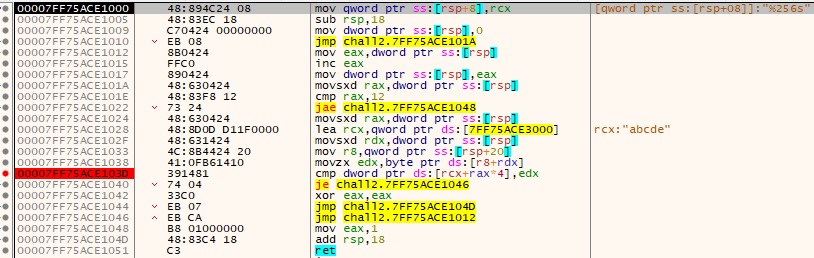 00007FF75ACE1000 48:894C24 08 mov qword ptr ss:[rsp+8],rcx [qword ptr ss:[rsp+08]]:"%256s"
00007FF75ACE1005 48:83EC 18 sub rsp,18
00007FF75ACE1009 C70424 00000000 mov dword ptr ss:[rsp],0
00007FF75ACE1010 EB 08 jmp chall2.7FF75ACE101A
00007FF75ACE1012 8B0424 mov eax,dword ptr ss:[rsp]
00007FF75ACE1015 FFC0 inc eax
00007FF75ACE1017 890424 mov dword ptr ss:[rsp],eax
00007FF75ACE101A 48:630424 movsxd rax,dword ptr ss:[rsp]
00007FF75ACE101E 48:83F8 12 cmp rax,12
00007FF75ACE1022 73 24 jae chall2.7FF75ACE1048
00007FF75ACE1024 48:630424 movsxd rax,dword ptr ss:[rsp]
00007FF75ACE1028 48:8D0D D11F0000 lea rcx,qword ptr ds:[7FF75ACE3000] rcx:"abcde"
00007FF75ACE102F 48:631424 movsxd rdx,dword ptr ss:[rsp]
00007FF75ACE1033 4C:8B4424 20 mov r8,qword ptr ss:[rsp+20]
00007FF75ACE1038 41:0FB61410 movzx edx,byte ptr ds:[r8+rdx]
00007FF75ACE103D 391481 cmp dword ptr ds:[rcx+rax*4],edx
00007FF75ACE1040 74 04 je chall2.7FF75ACE1046
00007FF75ACE1042 33C0 xor eax,eax
00007FF75ACE1044 EB 07 jmp chall2.7FF75ACE104D
00007FF75ACE1046 EB CA jmp chall2.7FF75ACE1012
00007FF75ACE1048 B8 01000000 mov eax,1
00007FF75ACE104D 48:83C4 18 add rsp,18
00007FF75ACE1051 C3 ret